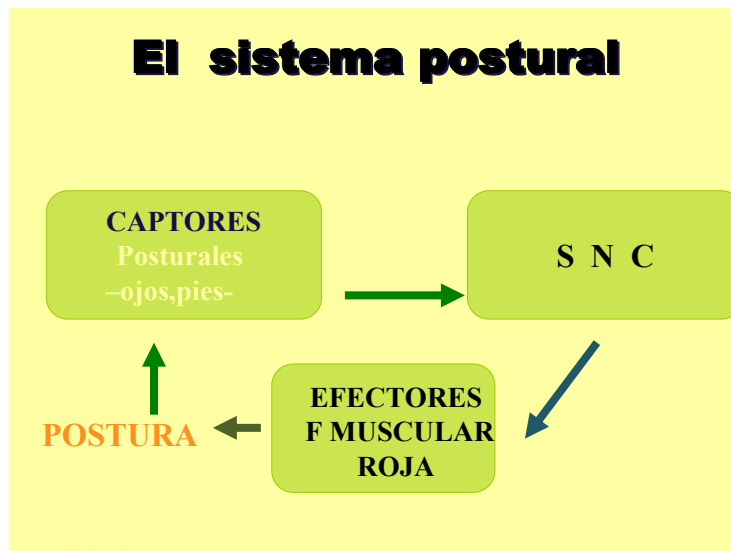 El sistema postural
CAPTORES
Posturales
–ojos,pies-
S N C
EFECTORES
F MUSCULAR
ROJA
POSTURA